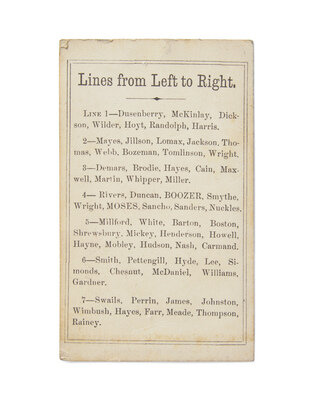 Lines from Left to Right.
LINE 1—Dusenberry, McKinlay, Dick-
son, Wilder, Hoyt, Randolph, Harris.
2—Mayes, Jillson, Lomax, Jackson, Tho-
mas, Webb, Bozeman, Tomlinson, Wright.
3—Demars, Brodie, Hayes, Cain, Max-
well, Martin, Whipper, Miller.
4— Rivers, Duncan, BOOZER, Smythe,
Wright, MOSES, Sancho, Sanders, Nuckles.
5—Millford, White, Barton, Boston,
Shrewsbury, Mickey, Henderson, Howell,
Hayne, Mobley, Hudson, Nash, Carmand.
6—Smith, Pettengill, Hyde, Lee, Si-
monds, Chesnut, McDaniel, Williams,
Gardner.
7—Swails, Perrin, James, Johnston,
Wimbush, Hayes, Farr, Meade, Thompson,
Rainey.